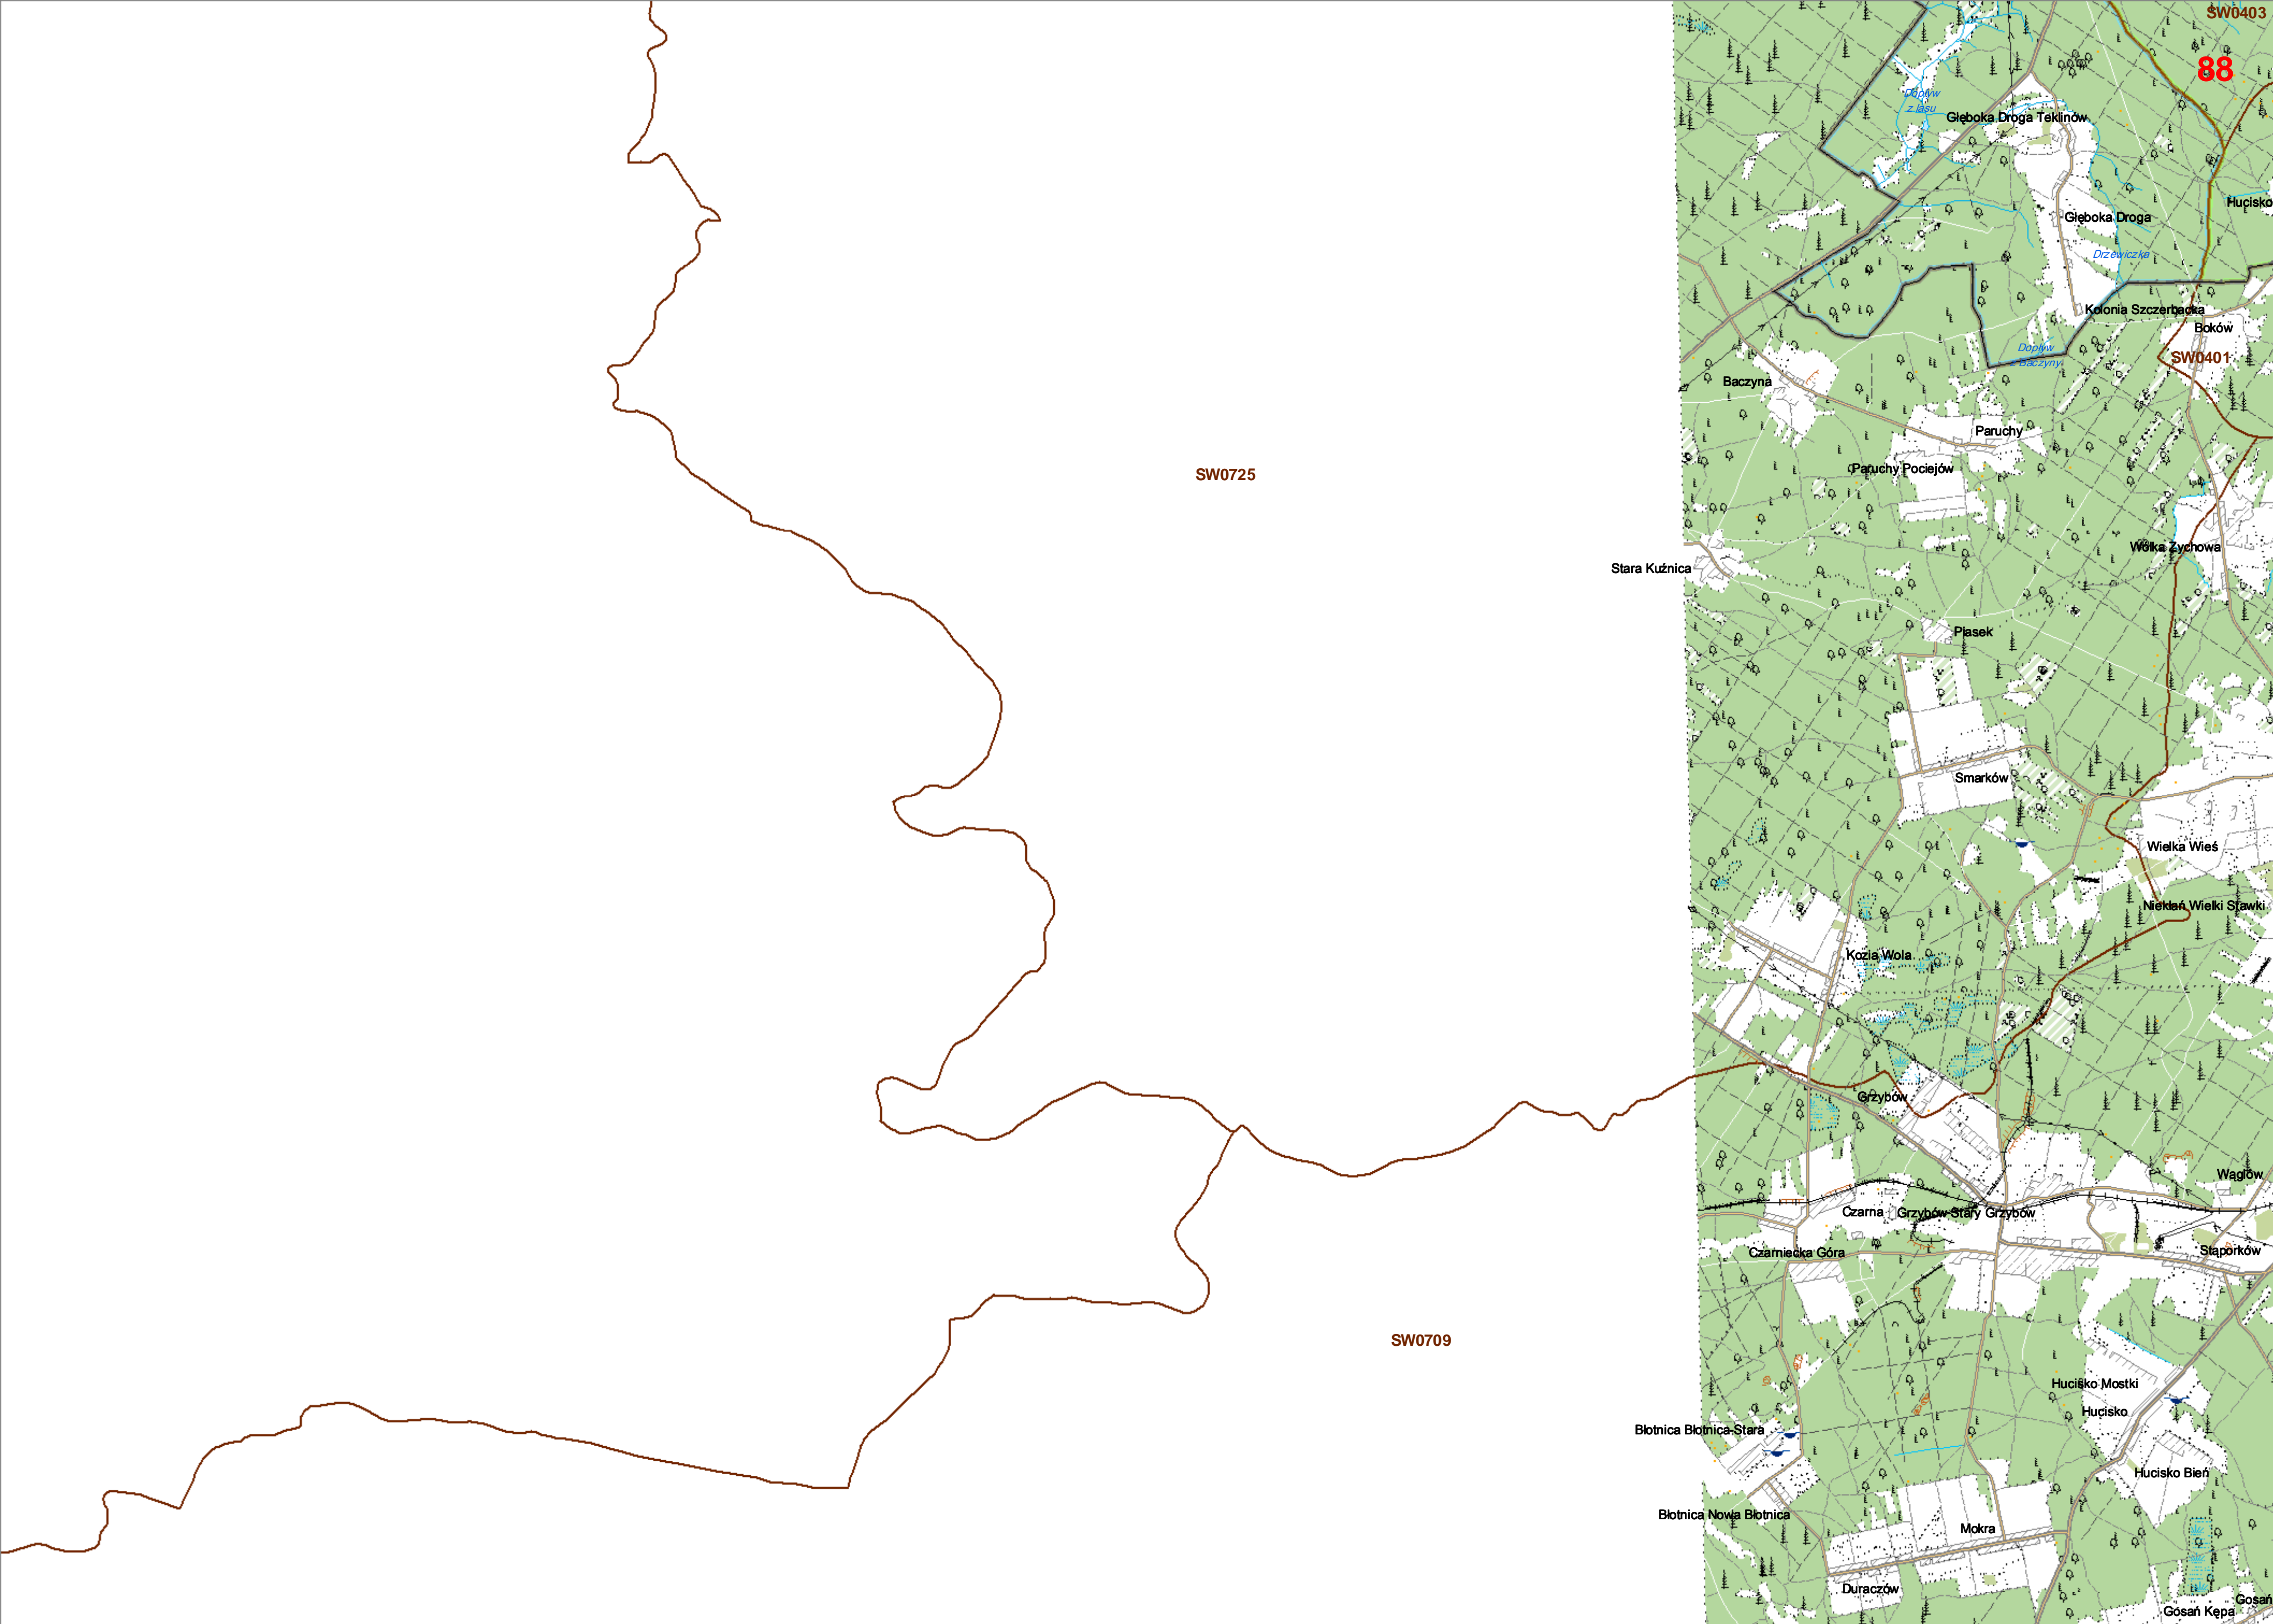 SW0403
88
Dopływ
z lasu
Głęboka Droga Teklinów
Hucisko
Głęboka Droga
Drzewiczka
Kolonia Szczerbacka
Boków
Dopływ
z Baczyny
SW0401
Baczyna
Paruchy
Paruchy Pociejów
SW0725
Wólka Zychowa
Stara Kuźnica
Piasek
Smarków
Wielka Wieś
Niekłań Wielki Stawki
Kozia Wola
Grzybów
Wąglów
Czarna
Grzybów-Stary Grzybów
Czarniecka Góra
Stąporków
SW0709
Hucisko Mostki
Hucisko
Błotnica Błotnica-Stara
Hucisko Bień
Błotnica Nowa Błotnica
Mokra
Duraczów
Gosań
Gosań Kępa